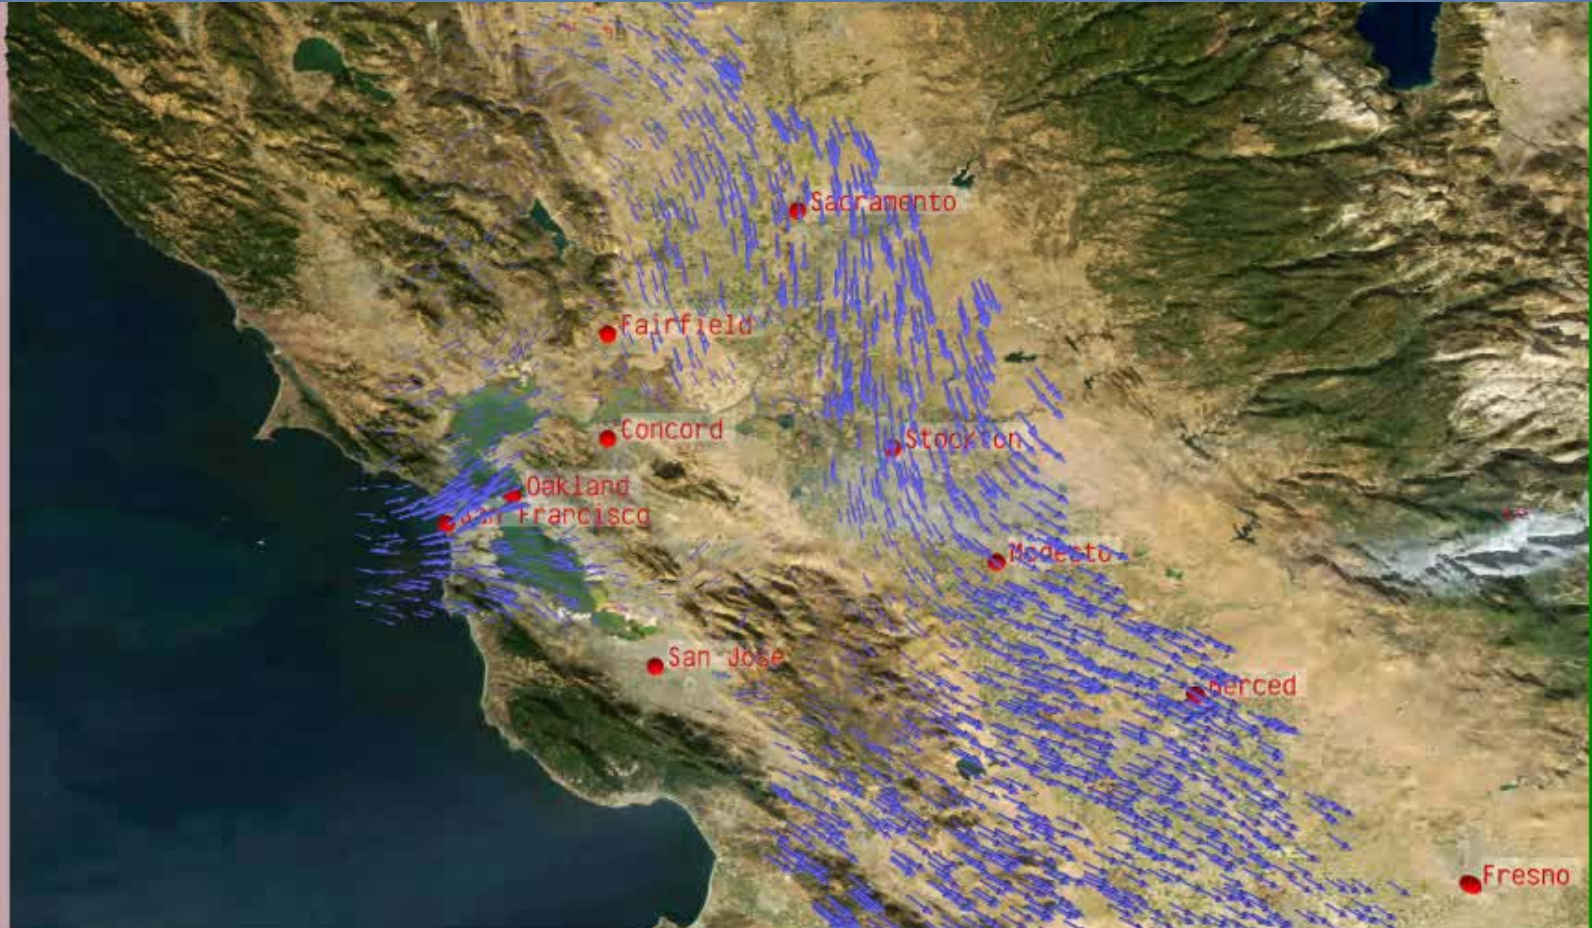 Sacramento
Fairfield
Concord
Stockton
Oakland
San Francisco
Modesto
San Jose
Merced
Fresno